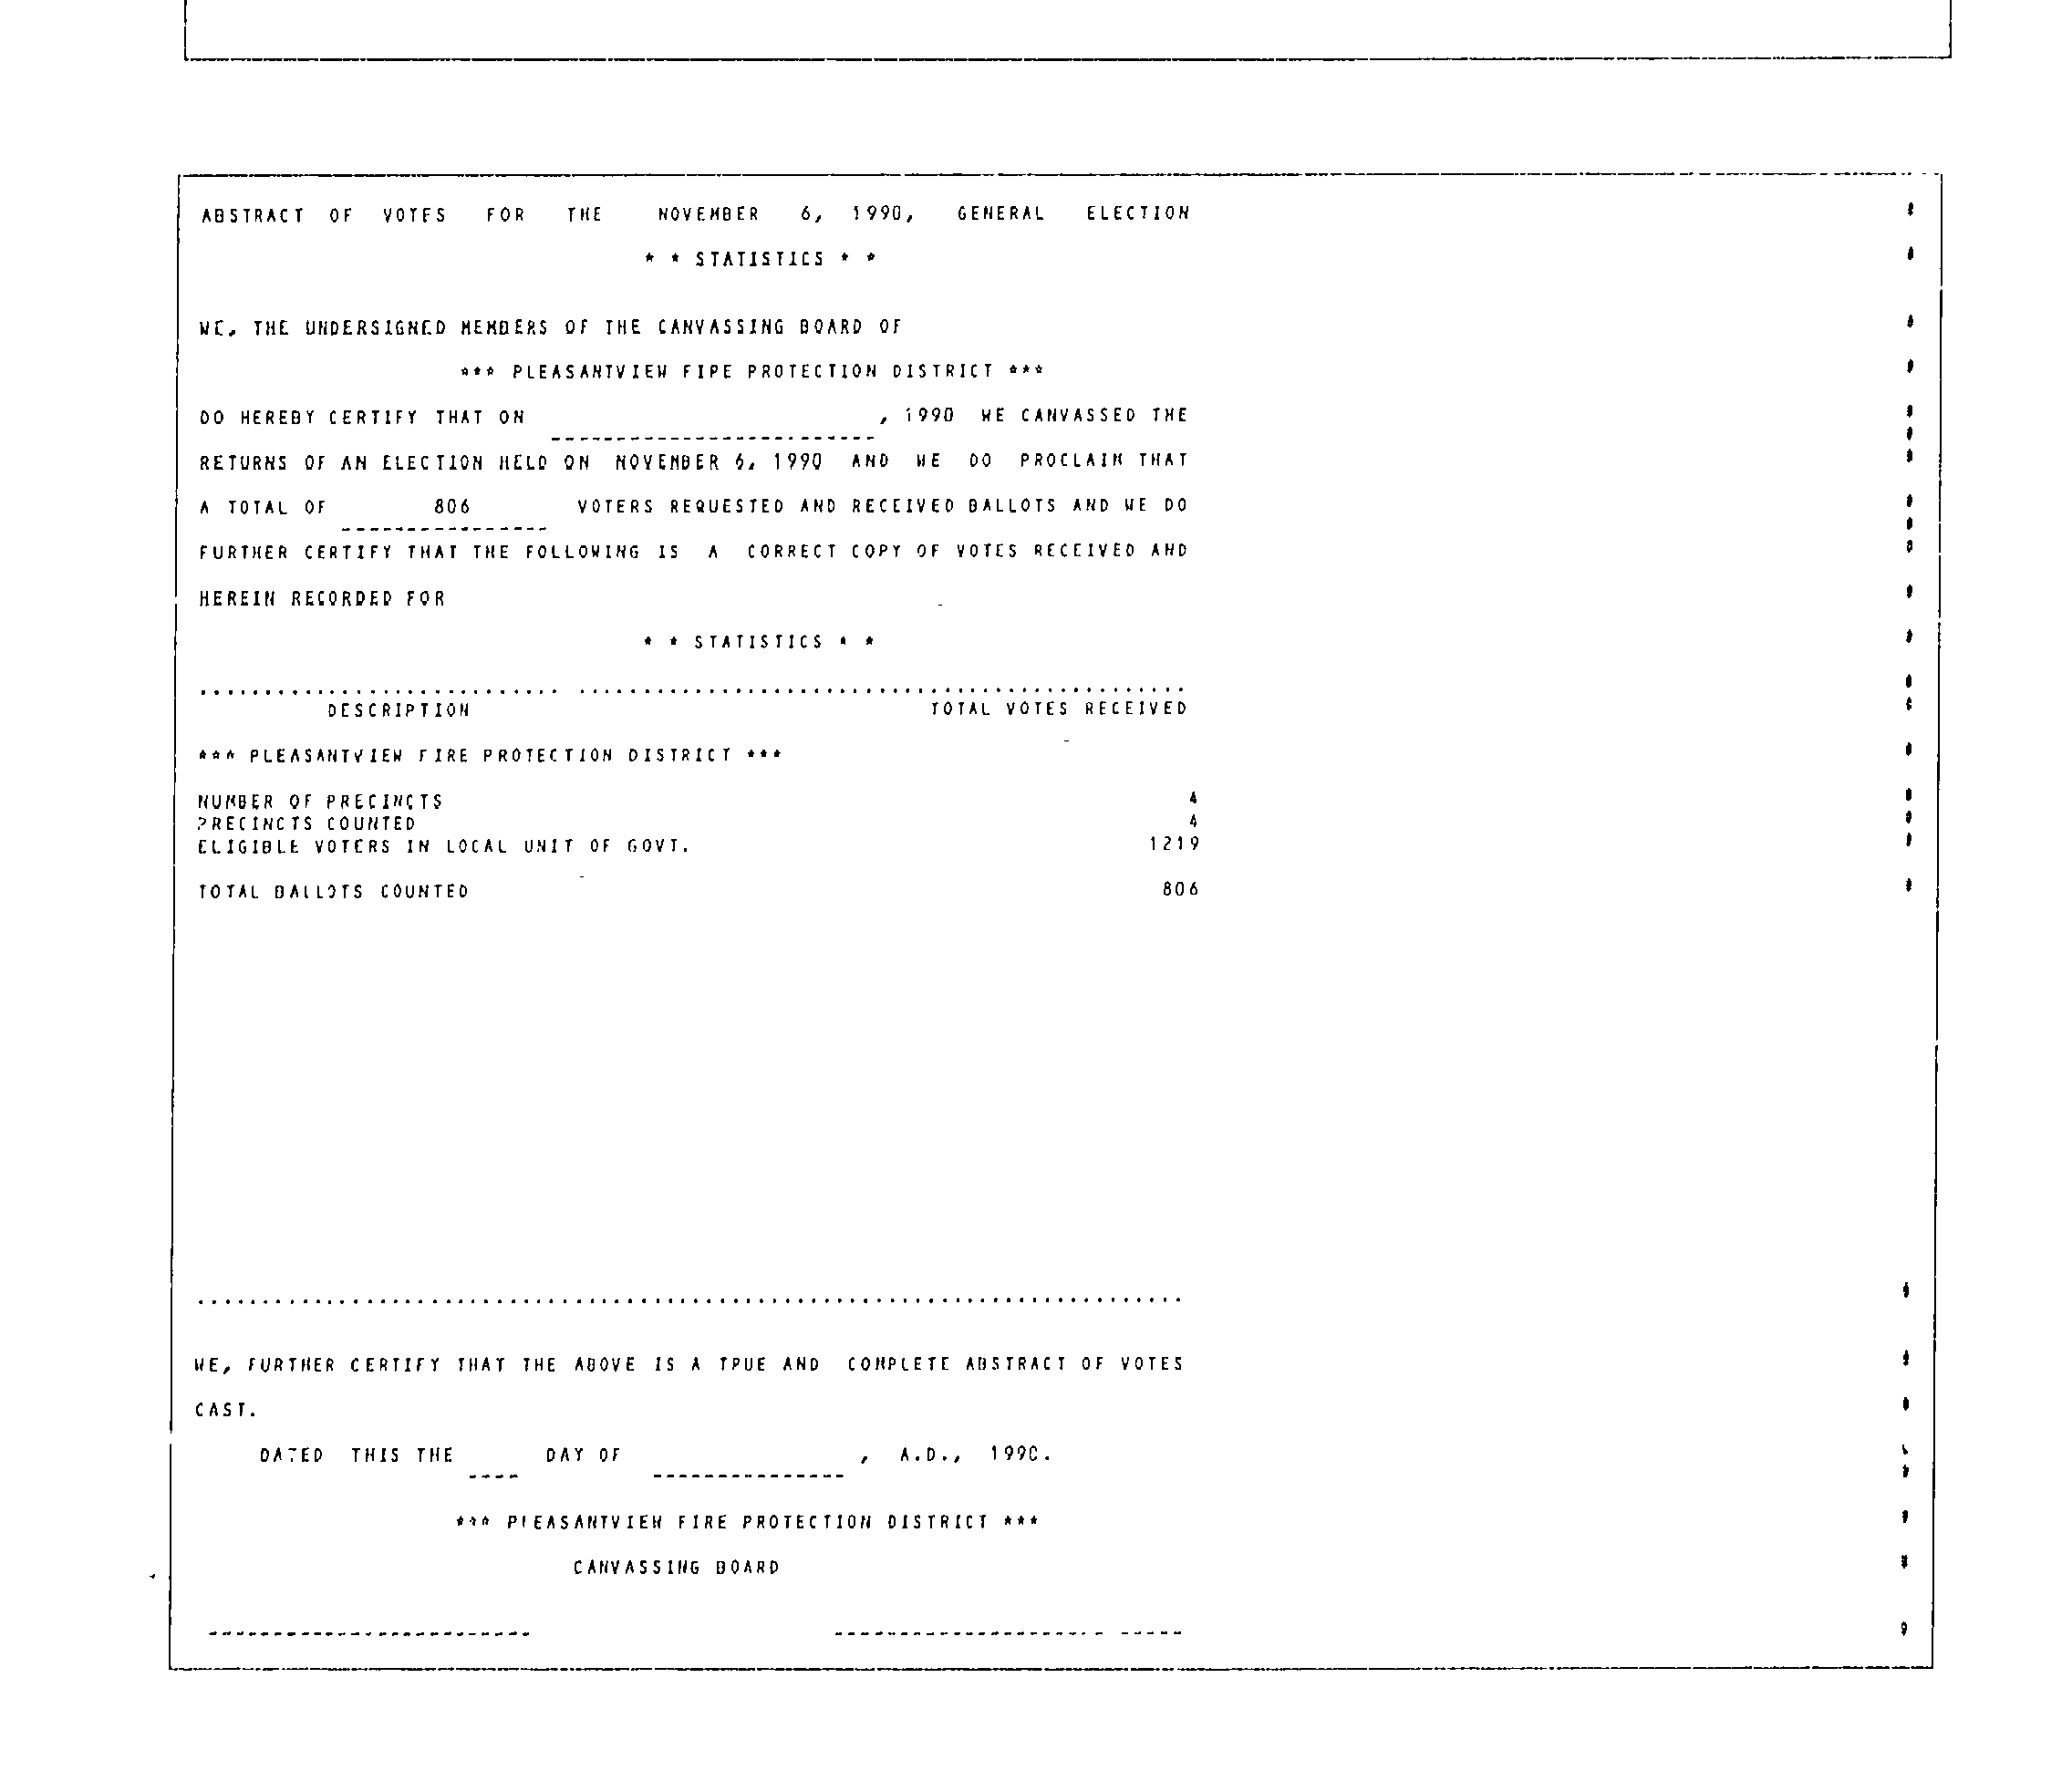 ABSTRACT OF VOTES FOR THE NOVEMBER 6, 1990, GENERAL ELECTION
* * STATISTICS * *
WE, THE UNDERSIGNED MEMBERS OF THE CANVASSING BOARD OF
*** PLEASANTVIEW FIPE PROTECTION DISTRICT ***
DO HEREBY CERTIFY THAT ON , 1990 WE CANVASSED THE
RETURNS OF AN ELECTION HELD ON NOVEMBER 6, 1990 AND WE DO PROCLAIM THAT
A TOTAL OF 806 VOTERS REQUESTED AND RECEIVED BALLOTS AND WE DO
FURTHER CERTIFY THAT THE FOLLOWING IS A CORRECT COPY OF VOTES RECEIVED AND
HEREIN RECORDED FOR
* * STATISTICS * *
DESCRIPTION TOTAL VOTES RECEIVED
*** PLEASANTVIEW FIRE PROTECTION DISTRICT ***
NUMBER OF PRECINCTS 4
PRECINCTS COUNTED 4
ELIGIBLE VOTERS IN LOCAL UNIT OF GOVT. 1219
TOTAL BALLOTS COUNTED 806
WE, FURTHER CERTIFY THAT THE ABOVE IS A TPUE AND COMPLETE ABSTRACT OF VOTES
CAST.
DATED THIS THE DAY OF , A.D., 1990.
*** PLEASANTVIEW FIRE PROTECTION DISTRICT ***
CANVASSING BOARD